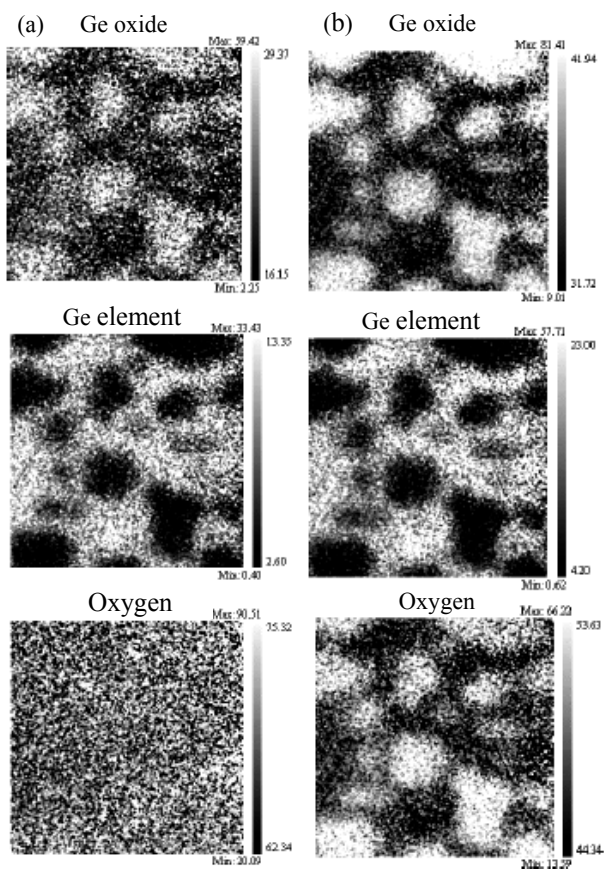 (a) Ge oxide
Max: 59.42
29.37
16.15
Min: 2.25
Ge element
Max: 33.43
13.35
2.60
Min: 0.40
Oxygen
Max: 90.51
75.32
62.34
Min: 20.09
(b) Ge oxide
Max: 81.41
41.94
31.72
Min: 9.01
Ge element
Max: 57.71
23.00
4.20
Min: 0.62
Oxygen
Max: 66.22
53.63
44.34
Min: 13.59